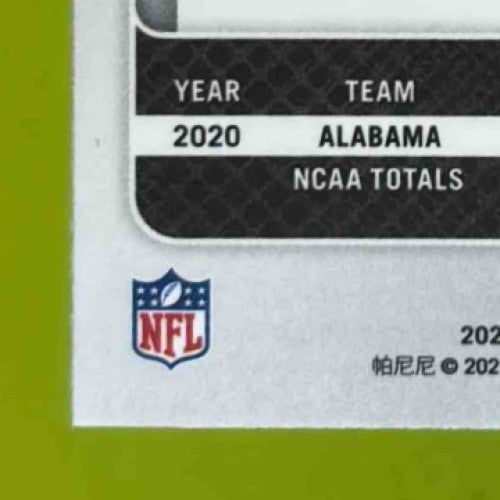 YEAR TEAM
2020 ALABAMA
NCAA TOTALS
NFL
202
帕尼尼 © 202